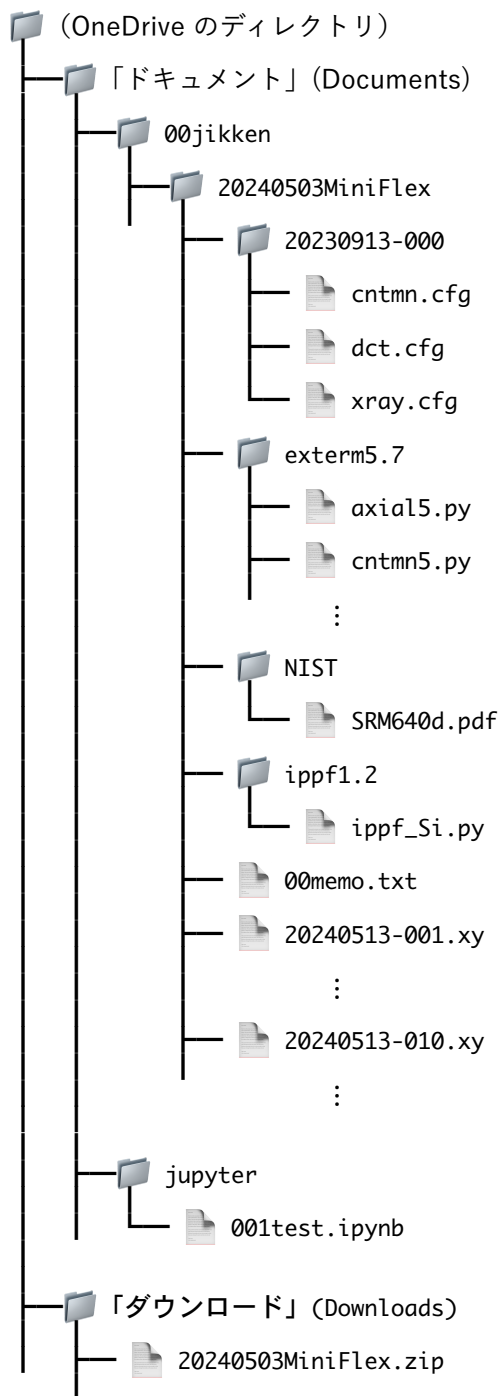 （OneDrive のディレクトリ）
「ドキュメント」(Documents)
00jikken
20240503MiniFlex
20230913-000
cntmn.cfg
dct.cfg
xray.cfg
exterm5.7
axial5.py
cntmn5.py
⋮
NIST
SRM640d.pdf
ippf1.2
ippf_Si.py
00memo.txt
20240513-001.xy
⋮
20240513-010.xy
⋮
jupyter
001test.ipynb
「ダウンロード」(Downloads)
20240503MiniFlex.zip